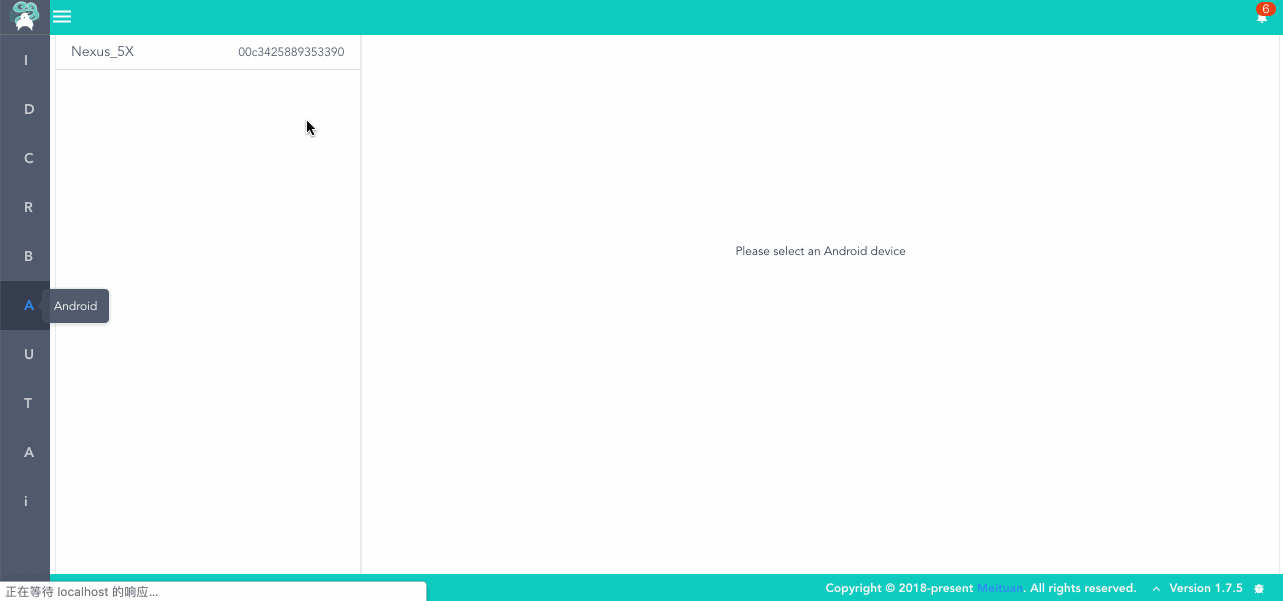 6
Nexus_5X 00c3425889353390
I
D
C
R
B
A Android
U
T
A
i
Please select an Android device
正在等待 localhost 的响应...
Copyright © 2018-present Meituan. All rights reserved. Version 1.7.5